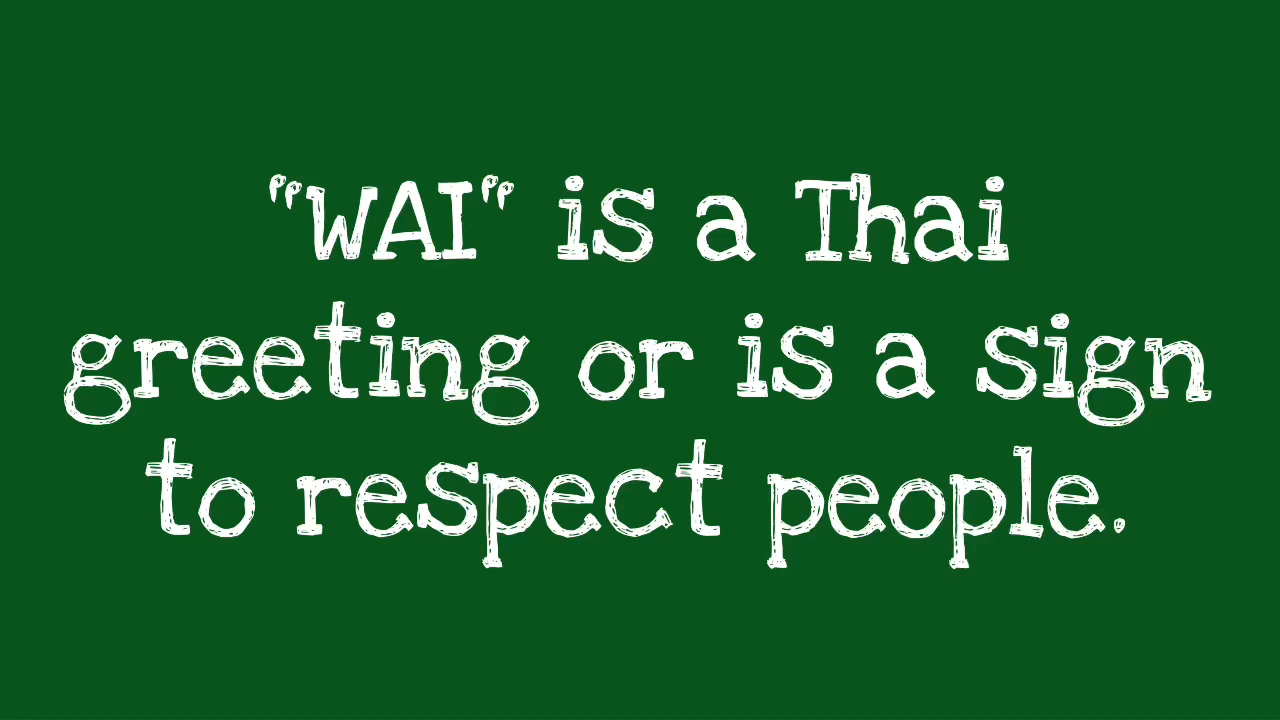 "WAI" is a Thai
greeting or is a sign
to respect people.